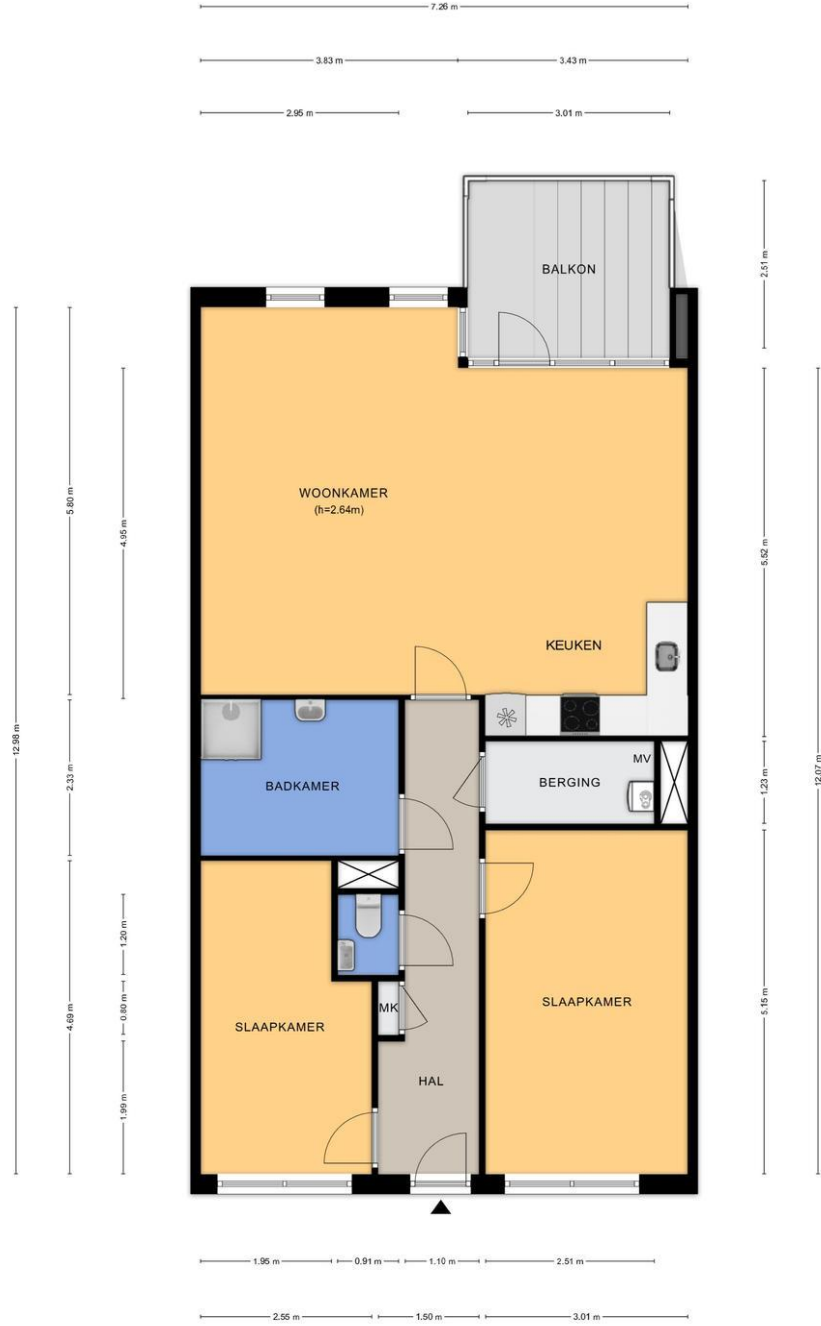 7.26 m
3.83 m
3.43 m
2.95 m
3.01 m
2.51 m
BALKON
WOONKAMER
(h=2.64m)
5.80 m
4.95 m
5.52 m
KEUKEN
12.98 m
2.33 m
BADKAMER
BERGING
MV
1.23 m
12.07 m
1.20 m
0.80 m
4.69 m
1.99 m
MK
SLAAPKAMER
SLAAPKAMER
5.15 m
HAL
1.95 m
0.91 m
1.10 m
2.51 m
2.55 m
1.50 m
3.01 m